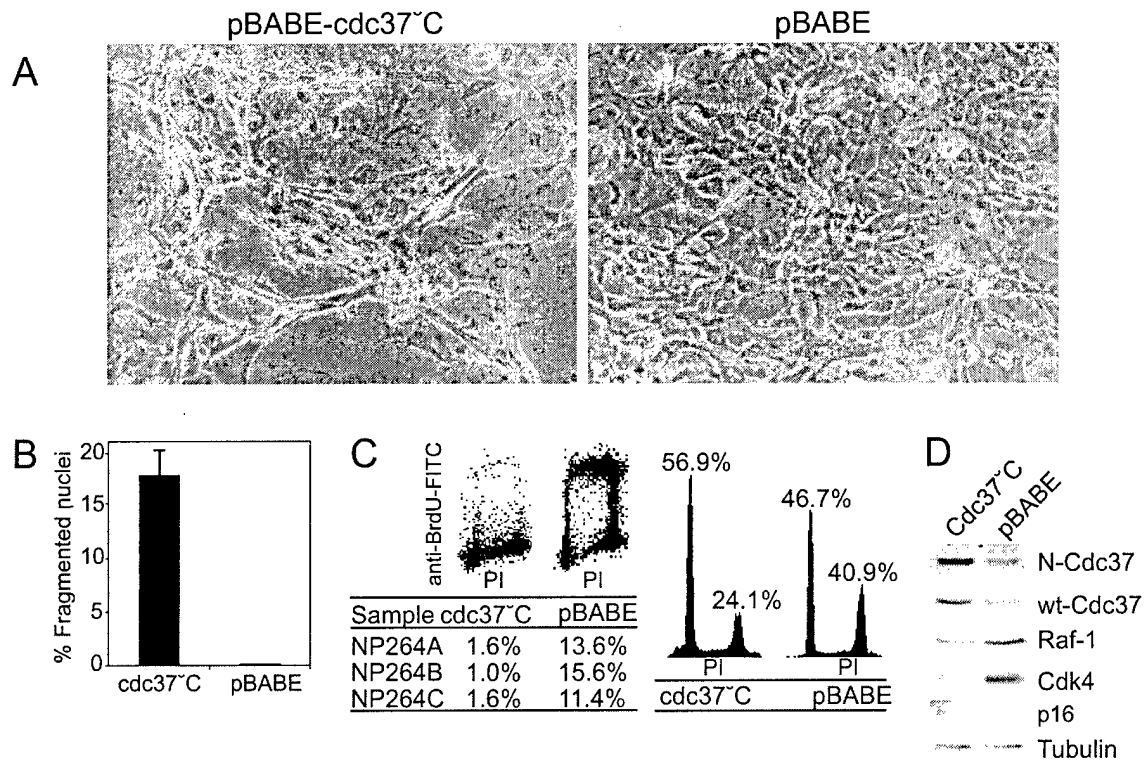 pBABE-cdc37˜C pBABE
A
B
% Fragmented nuclei
20
15
10
5
0
cdc37˜C pBABE
C
anti-BrdU-FITC
PI PI
Sample cdc37˜C pBABE
NP264A 1.6% 13.6%
NP264B 1.0% 15.6%
NP264C 1.6% 11.4%
56.9%
24.1%
46.7%
40.9%
PI PI
cdc37˜C pBABE
D
Cdc37˜C pBABE
N-Cdc37
wt-Cdc37
Raf-1
Cdk4
p16
Tubulin